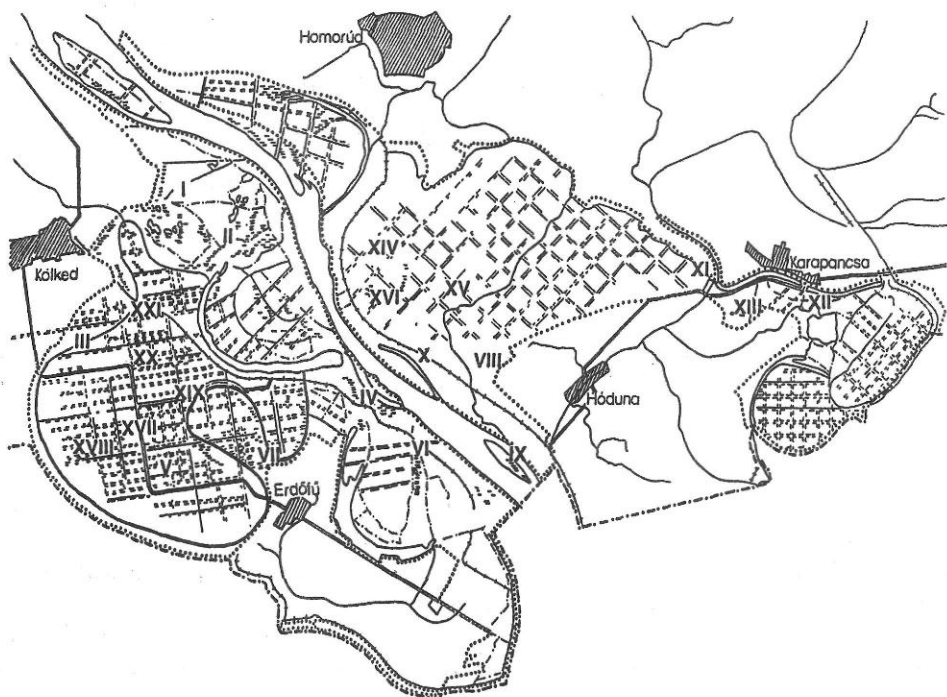 Homorúd
I
II
XIV
XI
Karapancsa
Kölked
XVI
XV
XIII
XII
XXI
III
XX
X
VIII
XIX
IV
Hóduna
XVII
XVIII
V
VII
VI
IX
Erdőfű